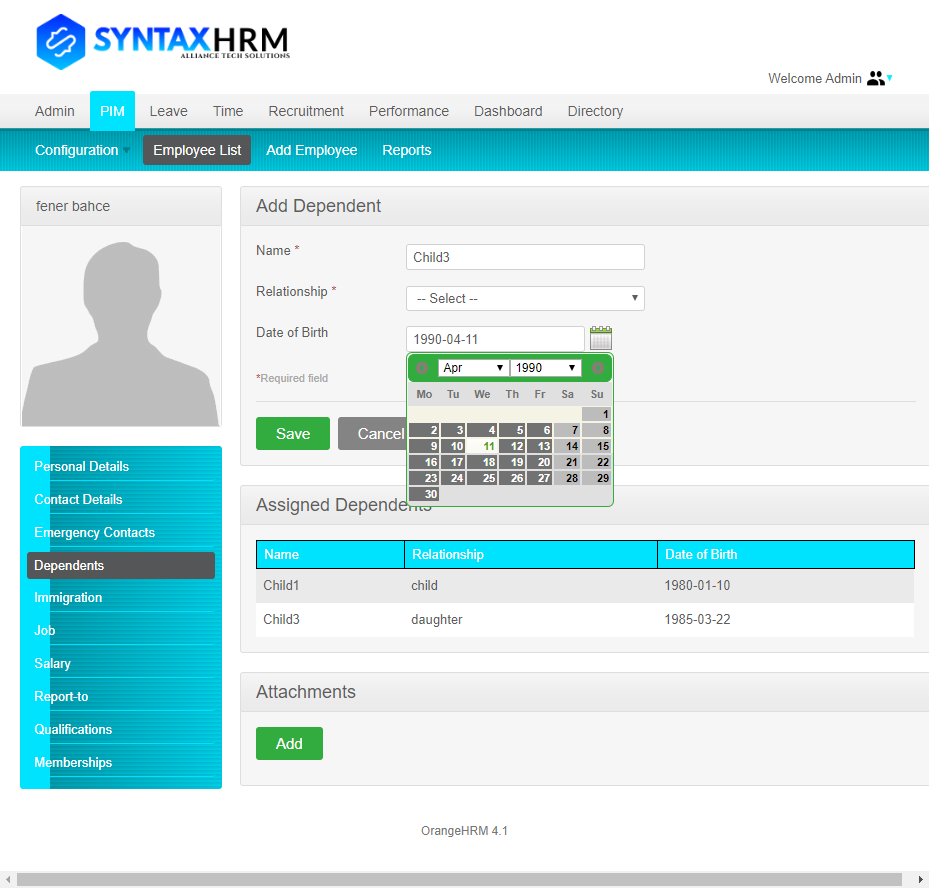 SYNTAXHRM
ALLIANCE TECH SOLUTIONS
Welcome Admin
Admin PIM Leave Time Recruitment Performance Dashboard Directory
Configuration Employee List Add Employee Reports
fener bahce
Personal Details
Contact Details
Emergency Contacts
Dependents
Immigration
Job
Salary
Report-to
Qualifications
Memberships
Add Dependent
Name *
Child3
Relationship *
-- Select --
Date of Birth
1990-04-11
*Required field
Apr 1990
Mo Tu We Th Fr Sa Su
1
2 3 4 5 6 7 8
9 10 11 12 13 14 15
16 17 18 19 20 21 22
23 24 25 26 27 28 29
30
Save Cancel
Assigned Dependents
Name Relationship Date of Birth
Child1 child 1980-01-10
Child3 daughter 1985-03-22
Attachments
Add
OrangeHRM 4.1